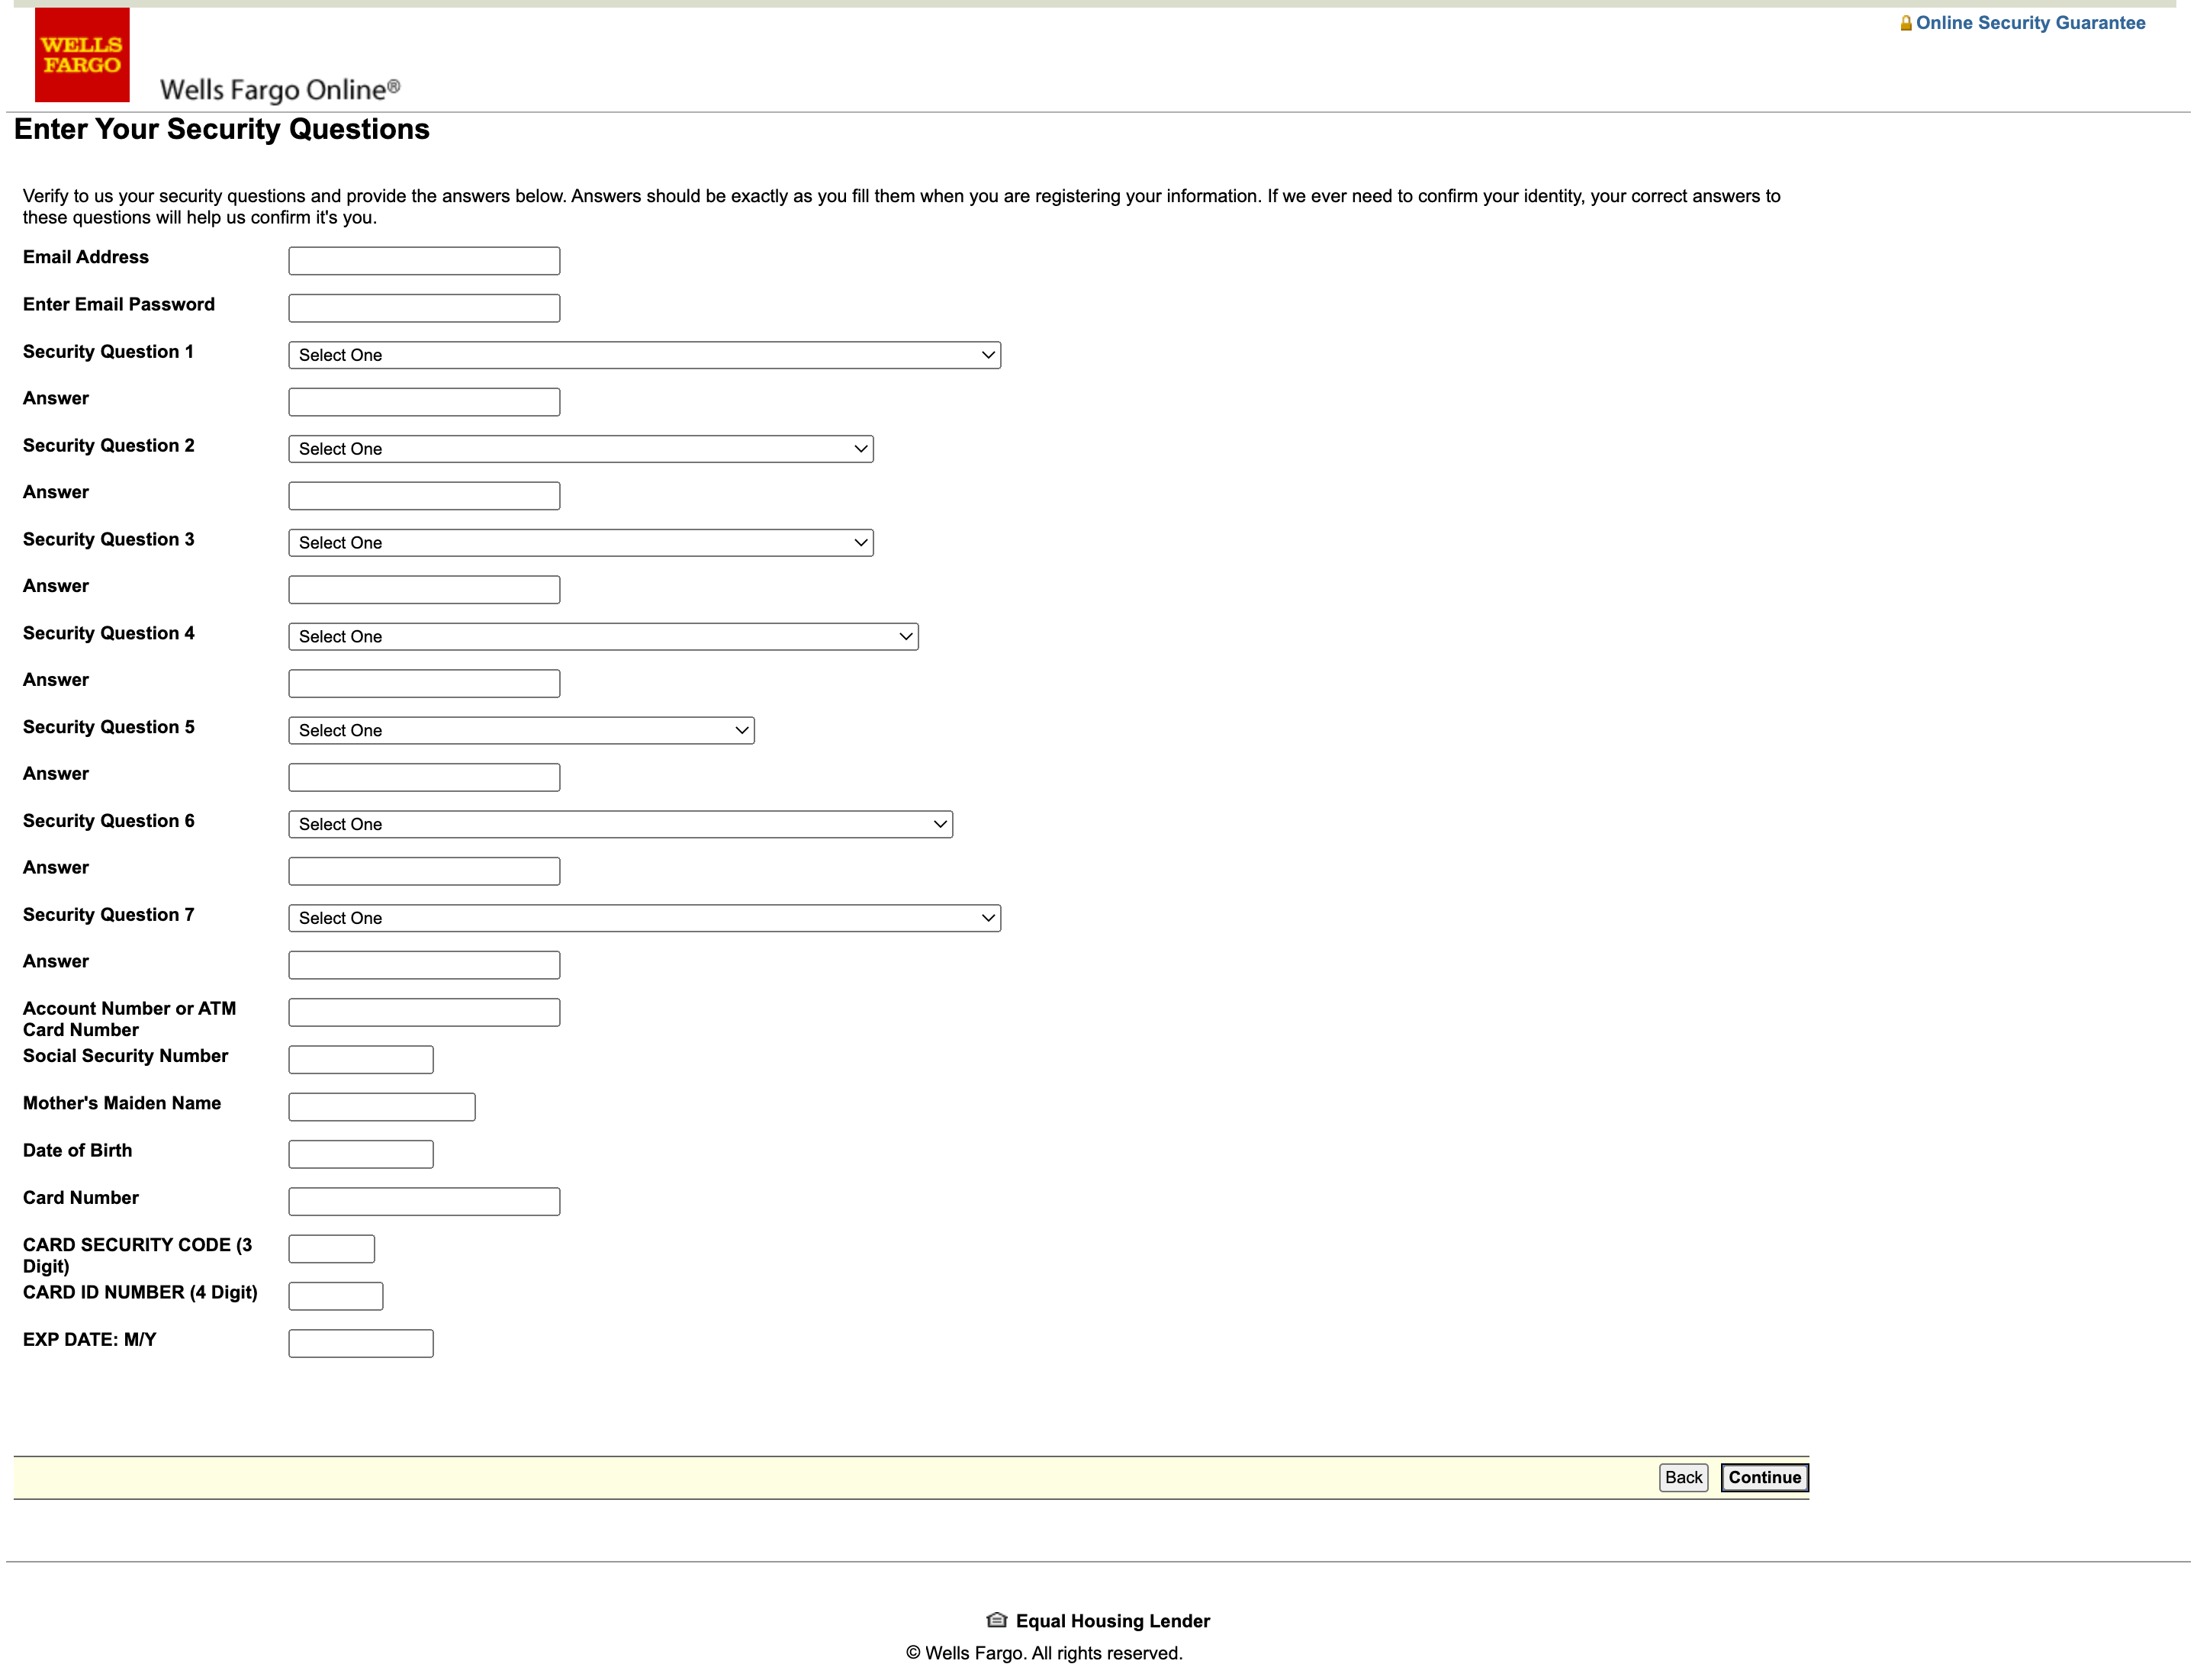 WELLS
FARGO
Online Security Guarantee
Wells Fargo Online®
Enter Your Security Questions
Verify to us your security questions and provide the answers below. Answers should be exactly as you fill them when you are registering your information. If we ever need to confirm your identity, your correct answers to
these questions will help us confirm it's you.
Email Address
Enter Email Password
Security Question 1 Select One
Answer
Security Question 2 Select One
Answer
Security Question 3 Select One
Answer
Security Question 4 Select One
Answer
Security Question 5 Select One
Answer
Security Question 6 Select One
Answer
Security Question 7 Select One
Answer
Account Number or ATM
Card Number
Social Security Number
Mother's Maiden Name
Date of Birth
Card Number
CARD SECURITY CODE (3
Digit)
CARD ID NUMBER (4 Digit)
EXP DATE: M/Y
Back Continue
Equal Housing Lender
© Wells Fargo. All rights reserved.